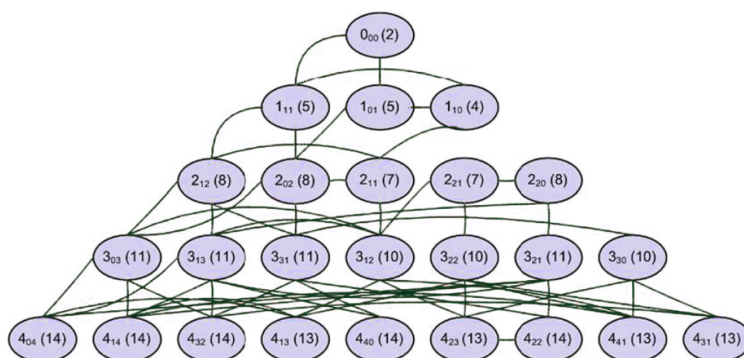 0₀₀ (2)
1₁₁ (5) 1₀₁ (5) 1₁₀ (4)
2₁₂ (8) 2₀₂ (8) 2₁₁ (7) 2₂₁ (7) 2₂₀ (8)
3₀₃ (11) 3₁₃ (11) 3₃₁ (11) 3₁₂ (10) 3₂₂ (10) 3₂₁ (11) 3₃₀ (10)
4₀₄ (14) 4₁₄ (14) 4₃₂ (14) 4₁₃ (13) 4₄₀ (14) 4₂₃ (13) 4₂₂ (14) 4₄₁ (13) 4₃₁ (13)